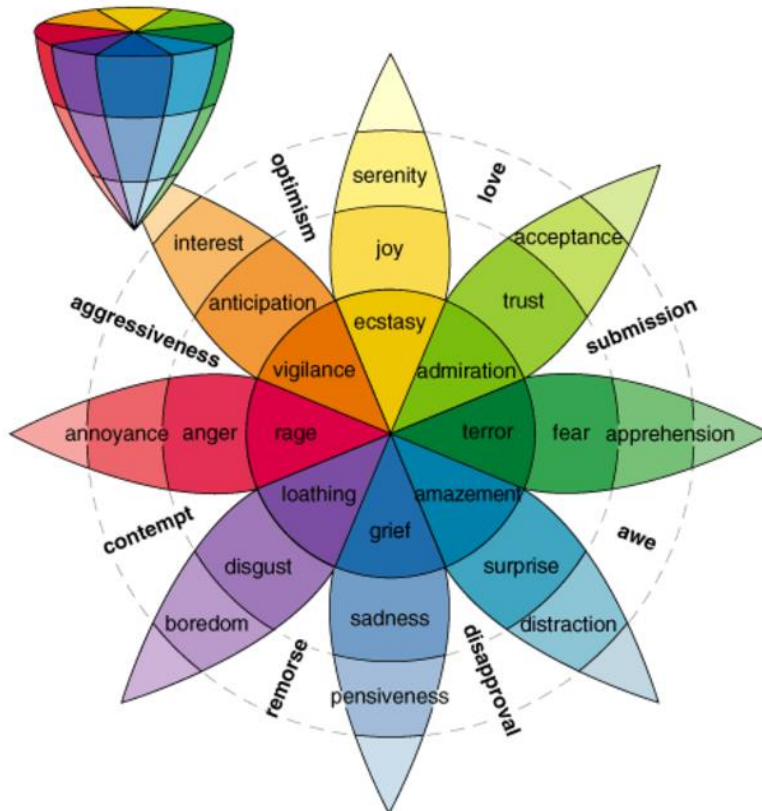 optimism
love
serenity
interest
acceptance
joy
anticipation
trust
aggressiveness
submission
ecstasy
vigilance
admiration
annoyance
anger
rage
terror
fear
apprehension
loathing
amazement
contempt
awe
grief
disgust
surprise
boredom
sadness
distraction
remorse
disapproval
pensiveness